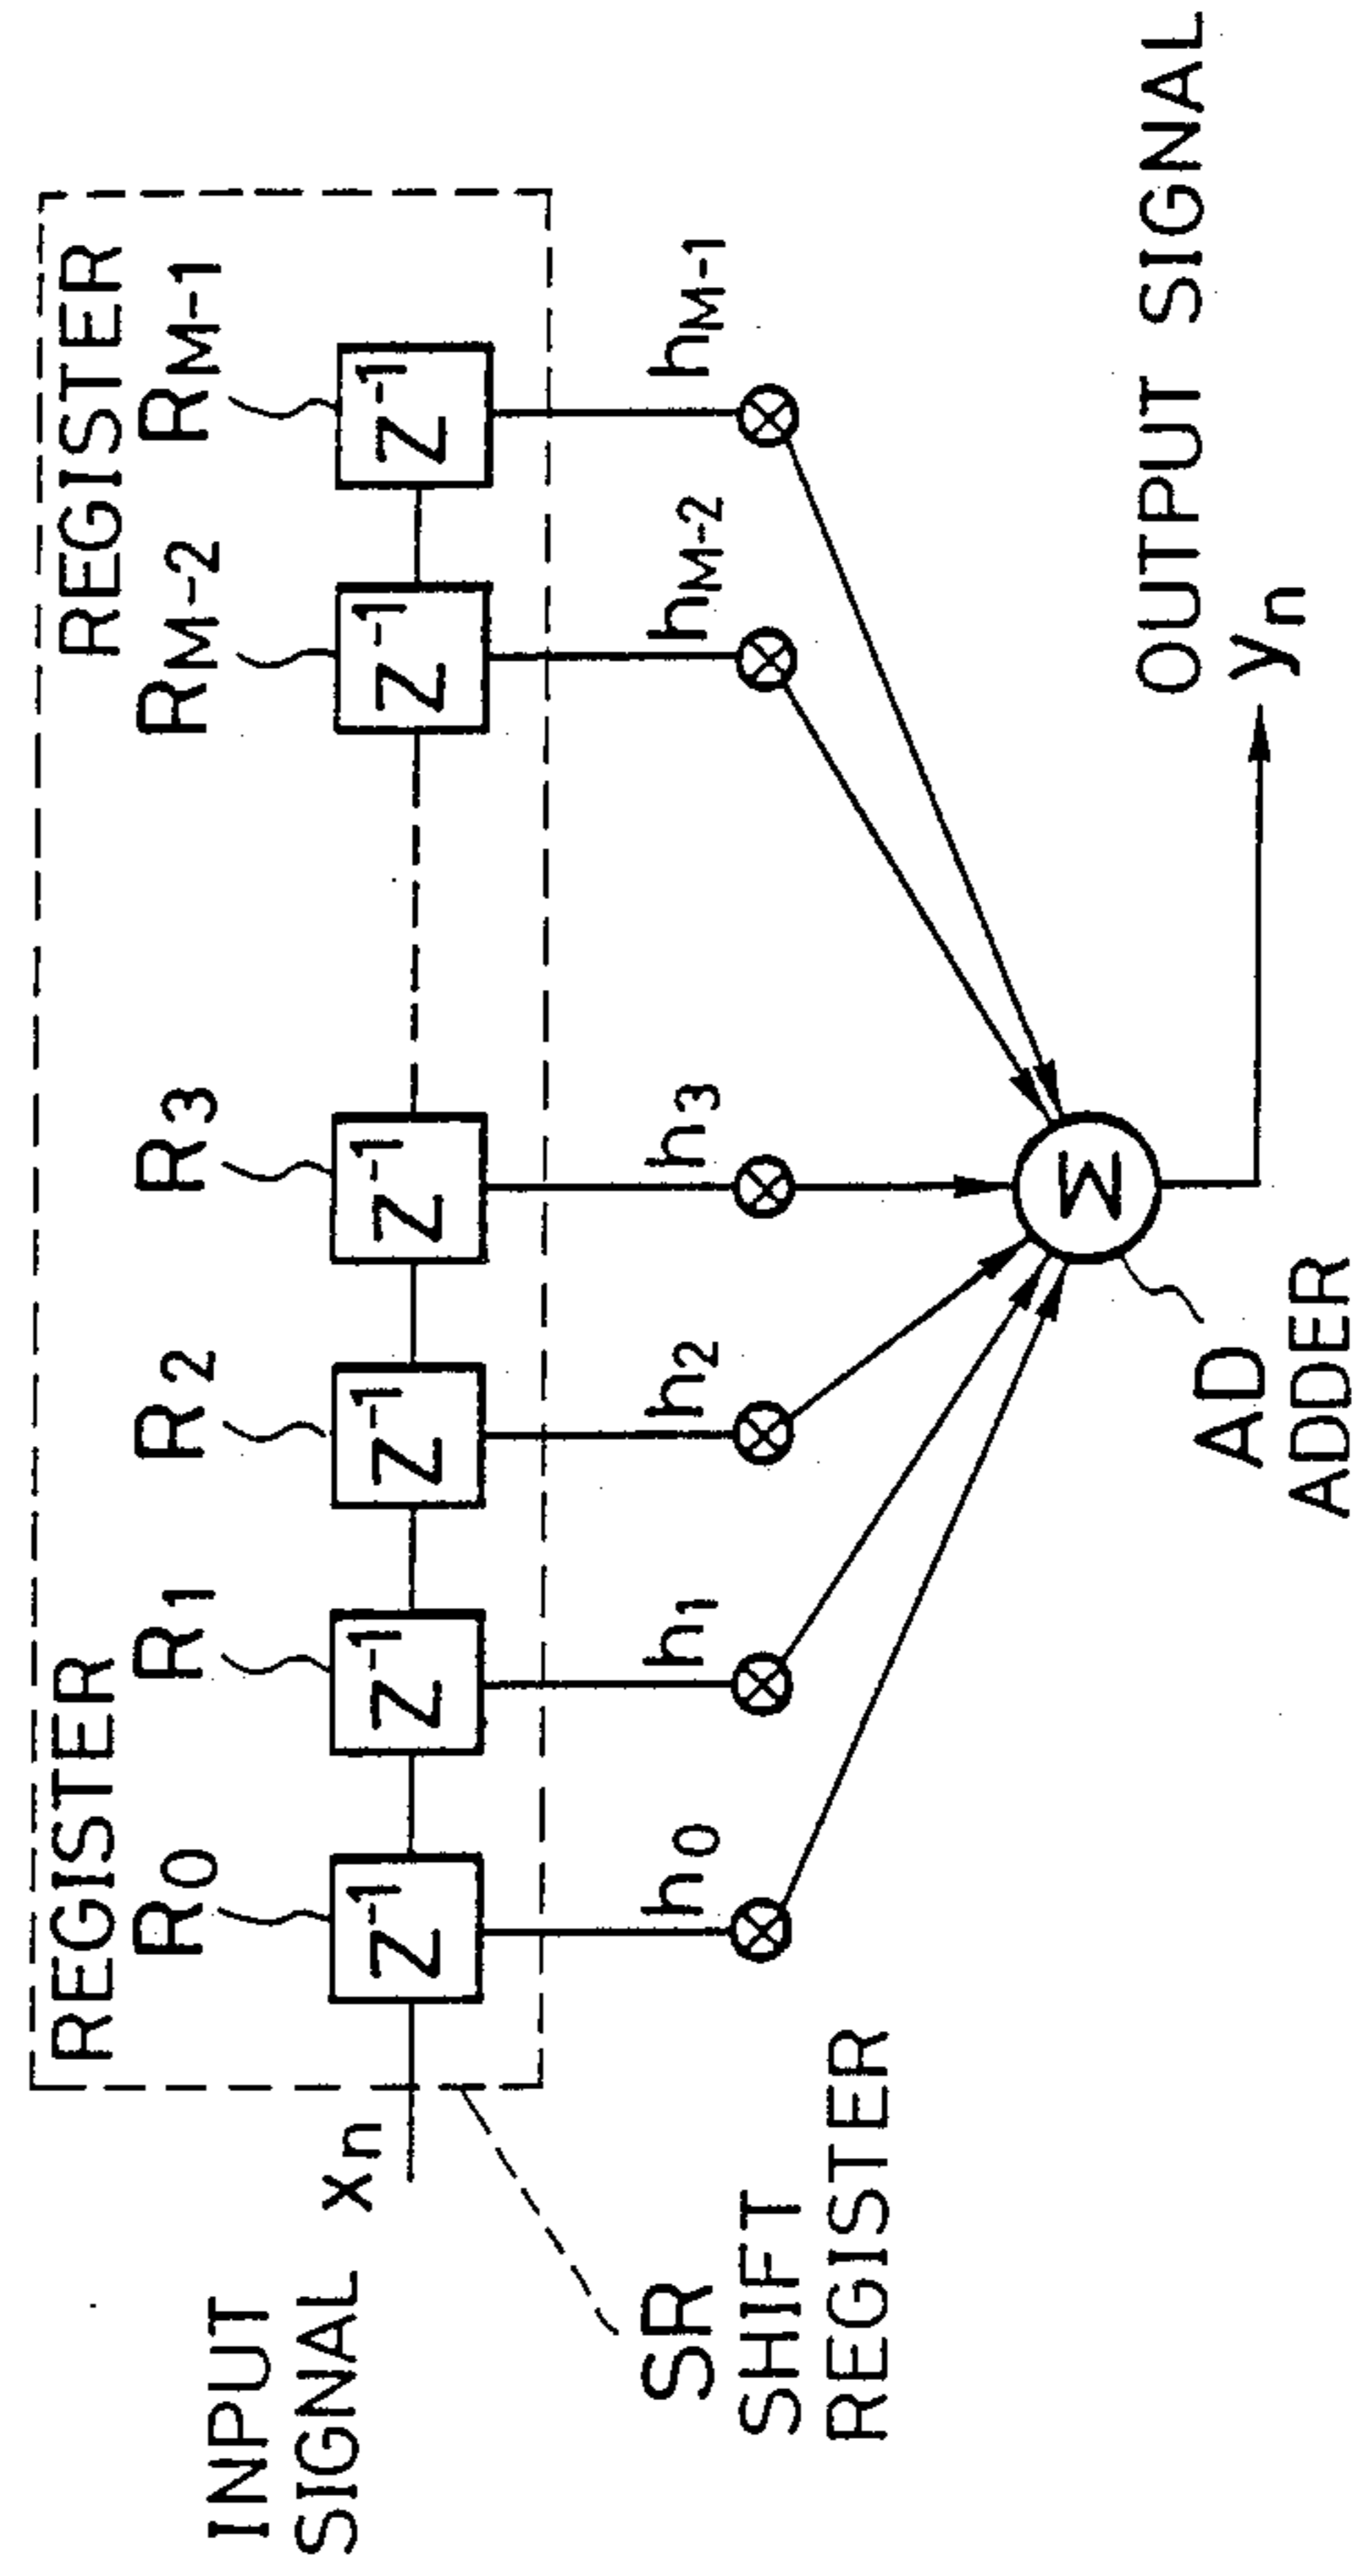 REGISTER
REGISTER
R0
R1
R2
R3
RM-2
RM-1
INPUT
SIGNAL
xn
Z-1
Z-1
Z-1
Z-1
Z-1
Z-1
h0
h1
h2
h3
hM-2
hM-1
SR
SHIFT
REGISTER
Σ
AD
ADDER
OUTPUT SIGNAL
yn